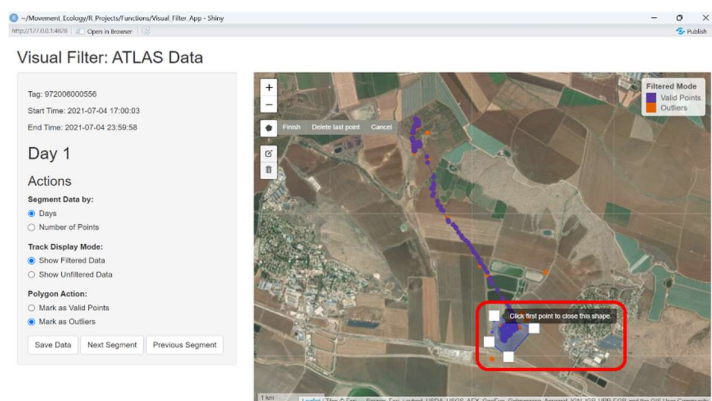 ~/Movement_Ecology/R_Projects/Functions/Visual_Filter_App - Shiny
http://127.0.0.1:4628 Open in Browser
Publish
Visual Filter: ATLAS Data
Tag: 972006000556
Start Time: 2021-07-04 17:00:03
End Time: 2021-07-04 23:59:58
Day 1
Actions
Segment Data by:
Days
Number of Points
Track Display Mode:
Show Filtered Data
Show Unfiltered Data
Polygon Action:
Mark as Valid Points
Mark as Outliers
Save Data Next Segment Previous Segment
+
−
Finish Delete last point Cancel
Filtered Mode
Valid Points
Outliers
Click first point to close this shape.
1 km